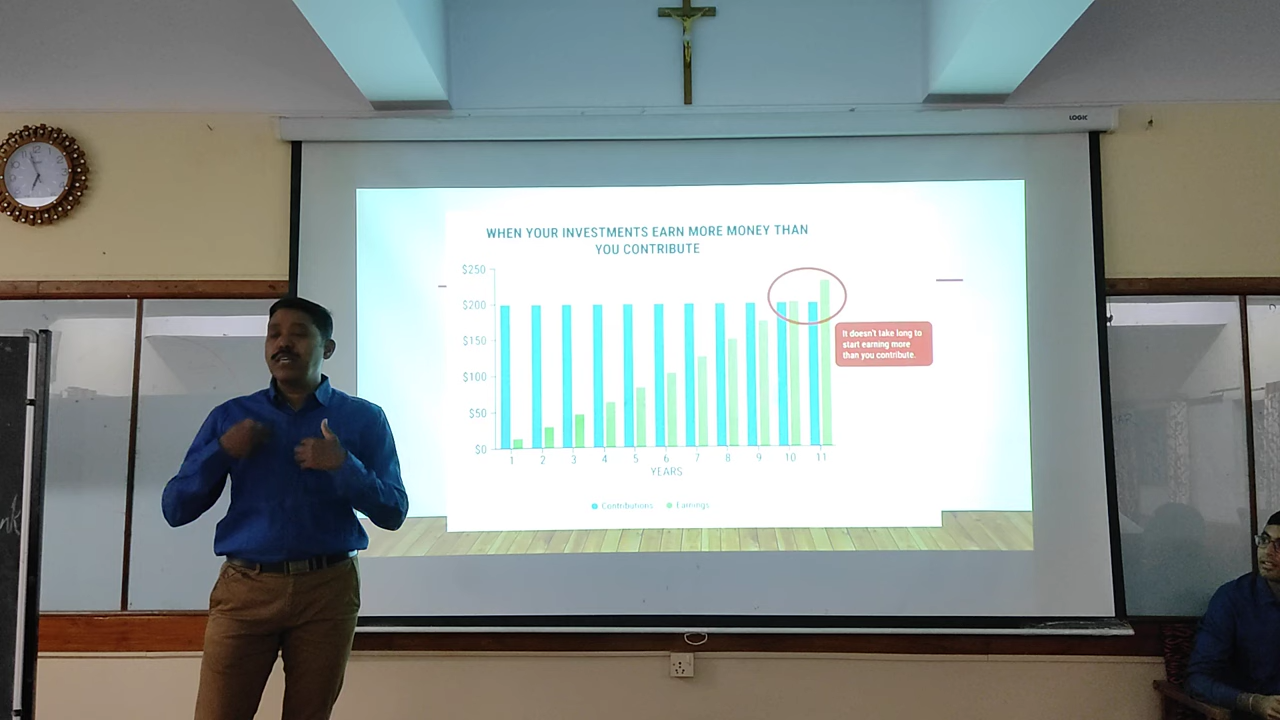 LOGIC
WHEN YOUR INVESTMENTS EARN MORE MONEY THAN
YOU CONTRIBUTE
$250
$200
$150
$100
$50
$0
It doesn't take long to
start earning more
than you contribute.
1 2 3 4 5 6 7 8 9 10 11
YEARS
Contributions Earnings